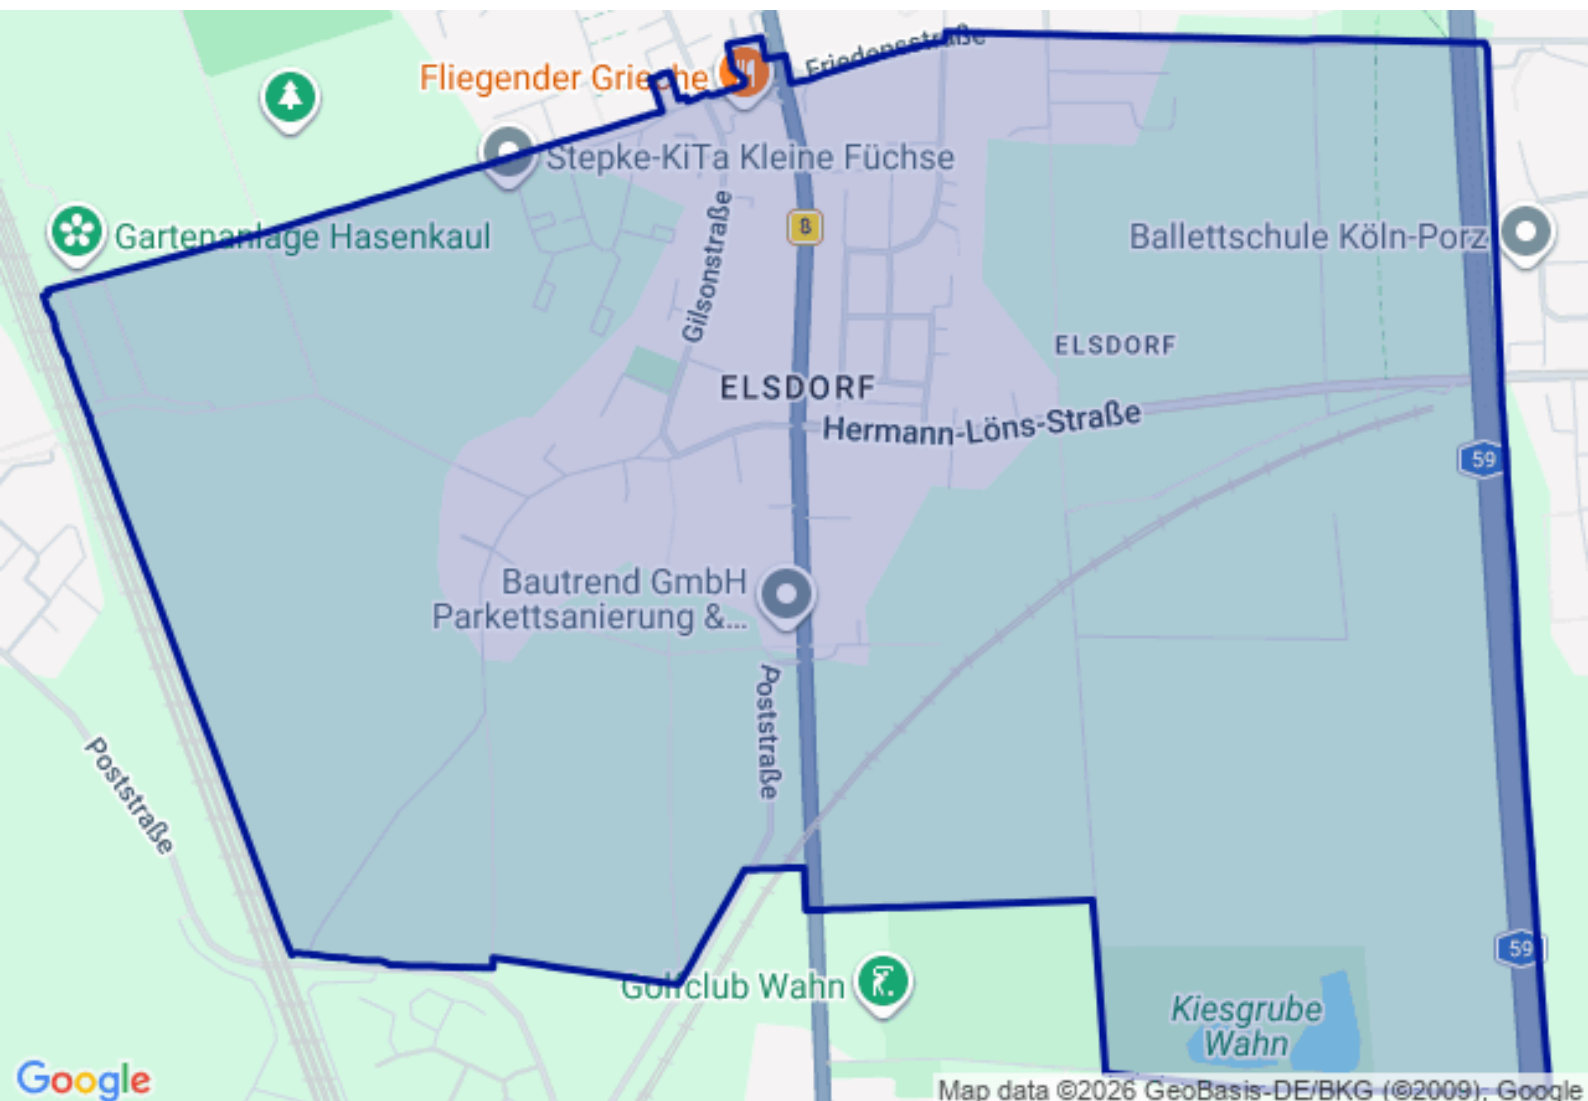 Friedensstraße
Fliegender Grieche
Stepke-KiTa Kleine Füchse
Gartenanlage Hasenkaul
Gilsonstraße
8
Ballettschule Köln-Porz
ELSDORF
ELSDORF
Hermann-Löns-Straße
59
Bautrend GmbH
Parkettsanierung &...
Poststraße
Poststraße
59
Golfclub Wahn
Kiesgrube
Wahn
Google
Map data ©2026 GeoBasis-DE/BKG (©2009), Google